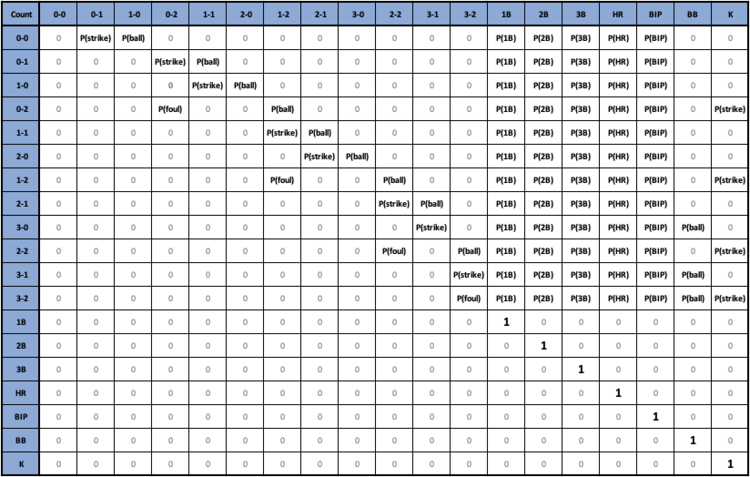 Count 0-0 0-1 1-0 0-2 1-1 2-0 1-2 2-1 3-0 2-2 3-1 3-2 1B 2B 3B HR BIP BB K
0-0 0 P(strike) P(ball) 0 0 0 0 0 0 0 0 0 P(1B) P(2B) P(3B) P(HR) P(BIP) 0 0
0-1 0 0 0 P(strike) P(ball) 0 0 0 0 0 0 0 P(1B) P(2B) P(3B) P(HR) P(BIP) 0 0
1-0 0 0 0 0 P(strike) P(ball) 0 0 0 0 0 0 P(1B) P(2B) P(3B) P(HR) P(BIP) 0 0
0-2 0 0 0 P(foul) 0 0 P(ball) 0 0 0 0 0 P(1B) P(2B) P(3B) P(HR) P(BIP) 0 P(strike)
1-1 0 0 0 0 0 0 P(strike) P(ball) 0 0 0 0 P(1B) P(2B) P(3B) P(HR) P(BIP) 0 0
2-0 0 0 0 0 0 0 0 P(strike) P(ball) 0 0 0 P(1B) P(2B) P(3B) P(HR) P(BIP) 0 0
1-2 0 0 0 0 0 0 P(foul) 0 0 P(ball) 0 0 P(1B) P(2B) P(3B) P(HR) P(BIP) 0 P(strike)
2-1 0 0 0 0 0 0 0 0 0 P(strike) P(ball) 0 P(1B) P(2B) P(3B) P(HR) P(BIP) 0 0
3-0 0 0 0 0 0 0 0 0 0 0 P(strike) 0 P(1B) P(2B) P(3B) P(HR) P(BIP) P(ball) 0
2-2 0 0 0 0 0 0 0 0 0 P(foul) 0 P(ball) P(1B) P(2B) P(3B) P(HR) P(BIP) 0 P(strike)
3-1 0 0 0 0 0 0 0 0 0 0 0 P(strike) P(1B) P(2B) P(3B) P(HR) P(BIP) P(ball) 0
3-2 0 0 0 0 0 0 0 0 0 0 0 P(foul) P(1B) P(2B) P(3B) P(HR) P(BIP) P(ball) P(strike)
1B 0 0 0 0 0 0 0 0 0 0 0 0 1 0 0 0 0 0 0
2B 0 0 0 0 0 0 0 0 0 0 0 0 0 1 0 0 0 0 0
3B 0 0 0 0 0 0 0 0 0 0 0 0 0 0 1 0 0 0 0
HR 0 0 0 0 0 0 0 0 0 0 0 0 0 0 0 1 0 0 0
BIP 0 0 0 0 0 0 0 0 0 0 0 0 0 0 0 0 1 0 0
BB 0 0 0 0 0 0 0 0 0 0 0 0 0 0 0 0 0 1 0
K 0 0 0 0 0 0 0 0 0 0 0 0 0 0 0 0 0 0 1